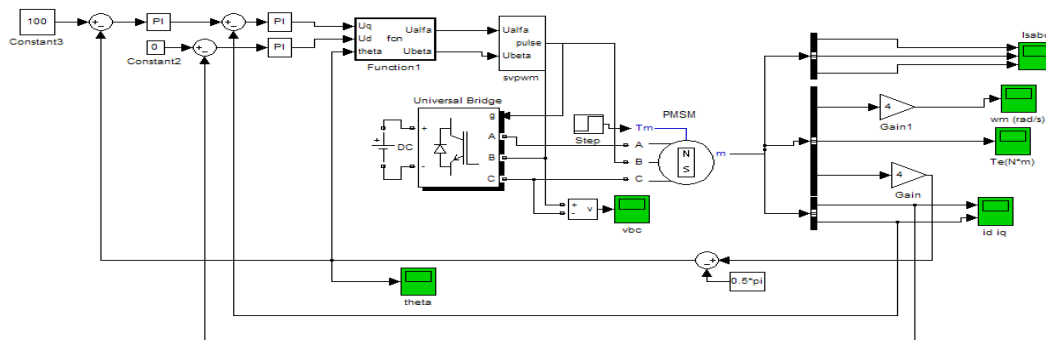 100
Constant3
PI
PI
0
Constant2
PI
Uq
Ud
theta
fcn
Ualfa
Ubeta
Function1
Ualfa
pulse
Ubeta
svpwm
Isabc
Universal Bridge
g
A
B
C
+
-
DC
Step
PMSM
Tm
A
B
C
N
S
m
4
Gain1
wm (rad/s)
Te(N*m)
4
Gain
id iq
+
-
v
vbc
0.5*pi
theta